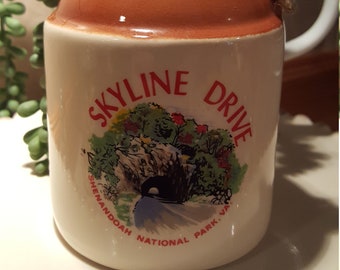 SKYLINE DRIVE
SHENANDOAH NATIONAL PARK, VA.